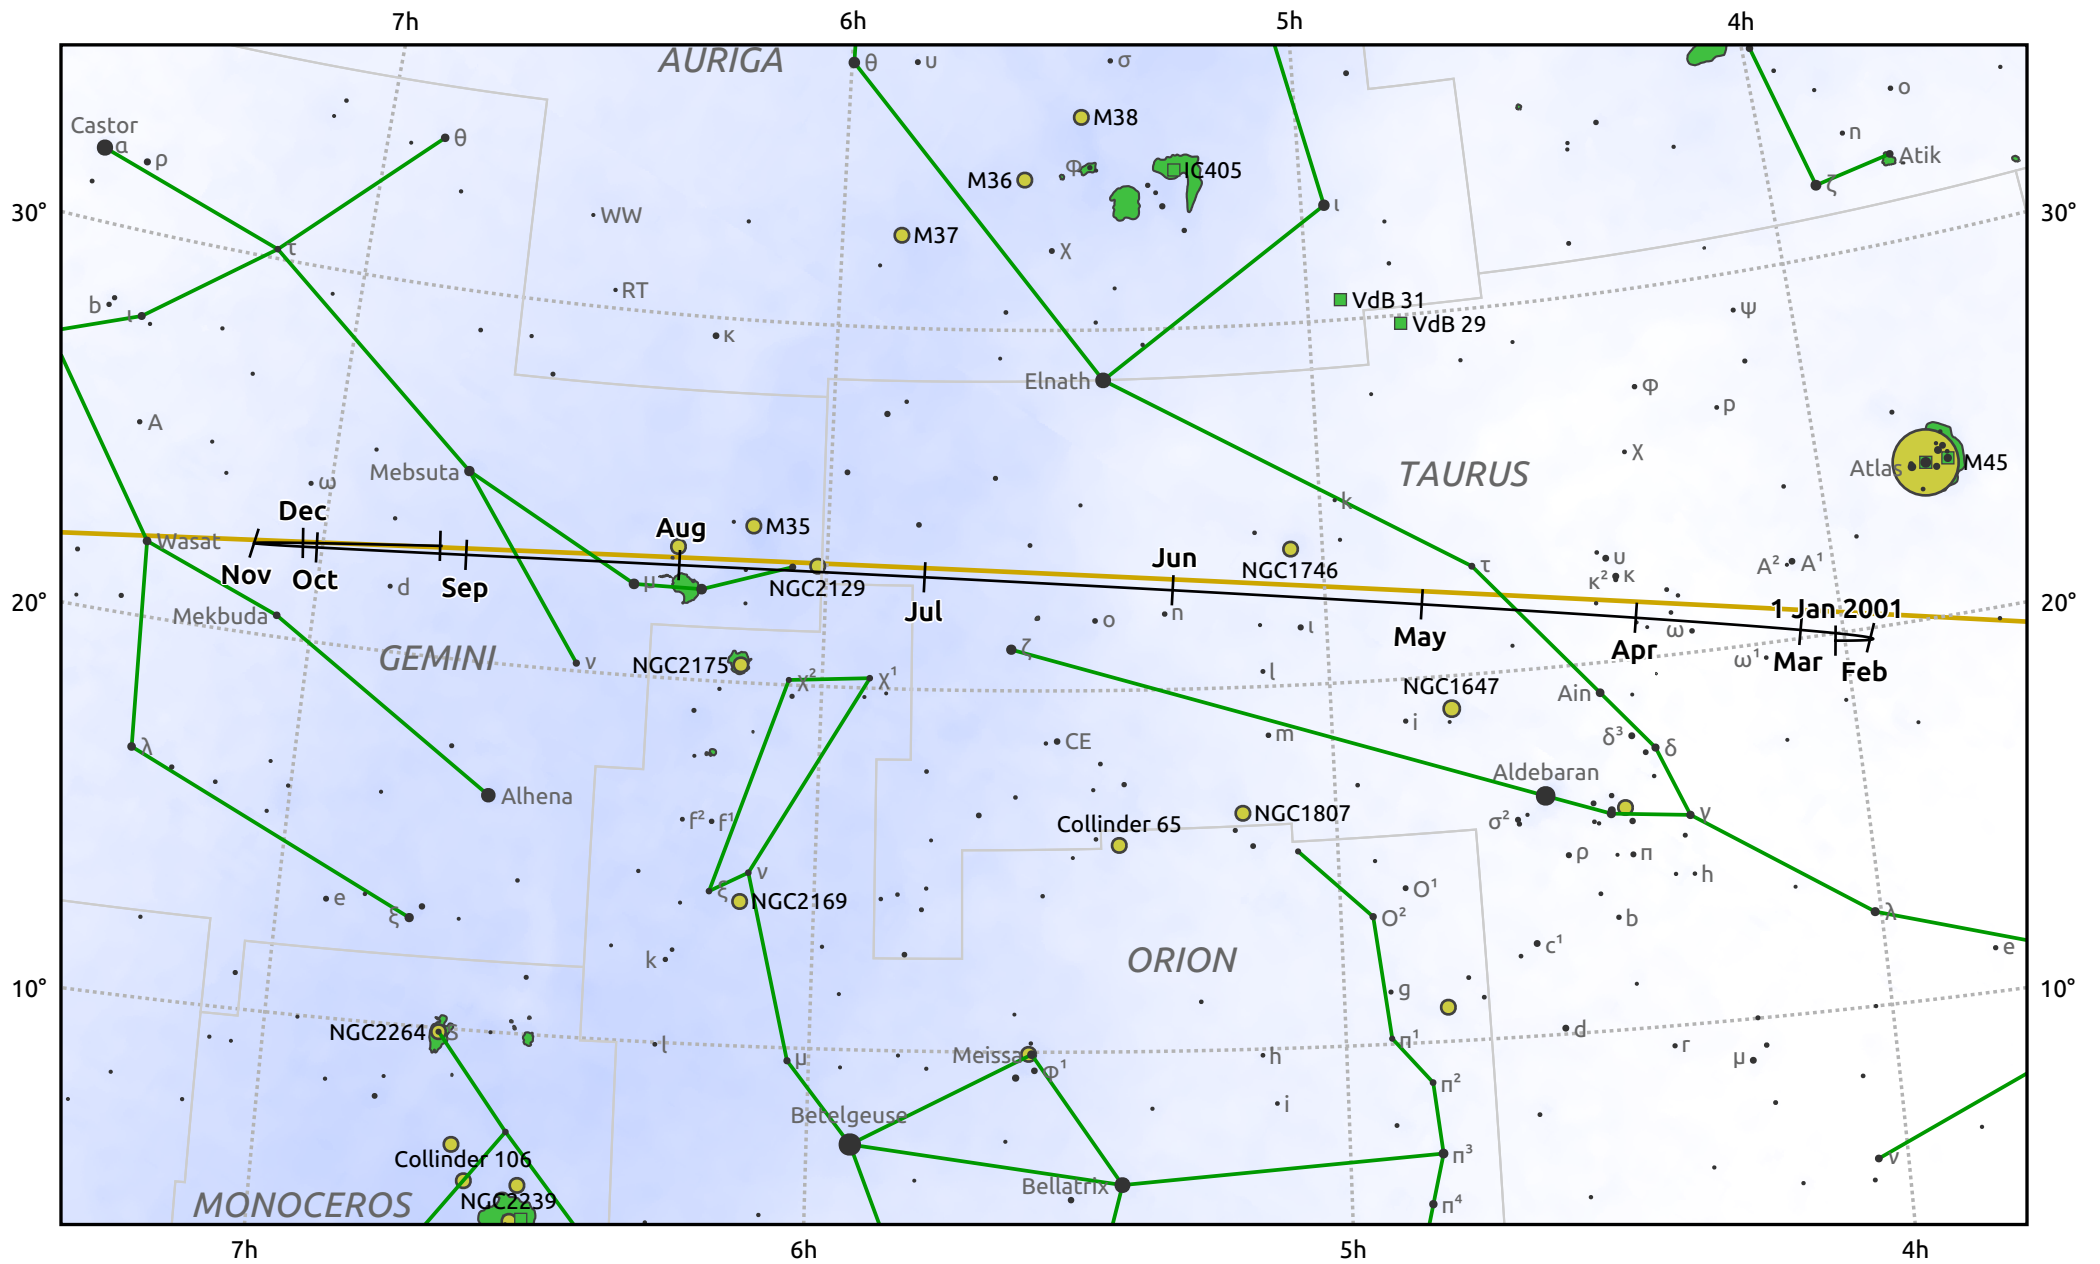 7h 6h 5h 4h
AURIGA
θ υ σ
ο
Castor
α
ρ
θ
M38
n
Atik
ζ
Φ
IC405
M36
30°
WW
ι
30°
M37
τ
χ
RT
b
ι
VdB 31
VdB 29
ψ
κ
Elnath
φ
p
A
χ
TAURUS
Atlas
M45
Mebsuta
ω
k
Dec
Aug
M35
Wasat
Jun
τ
υ
A² A¹
NGC1746
κ² κ
Nov Oct Sep
d
μ
NGC2129
20°
Jul
1 Jan 2001
20°
Mekbuda
o
n
ι
May
Apr
ω
ω¹
Mar
Feb
GEMINI
ν
NGC2175
χ² χ¹
ζ
l
NGC1647
Ain
i
δ³
δ
λ
CE
m
Aldebaran
Alhena
f² f¹
Collinder 65
NGC1807
σ²
γ
ρ
π
h
ν
ξ
NGC2169
e
ξ
O¹
O²
b
λ
k
ORION
c¹
e
10°
g
10°
NGC2264
S
l
μ
Meissa
Φ¹
h
π¹
d
r
μ
π²
i
Betelgeuse
Collinder 106
π³
ν
Bellatrix
NGC2239
MONOCEROS
π⁴
7h 6h 5h 4h